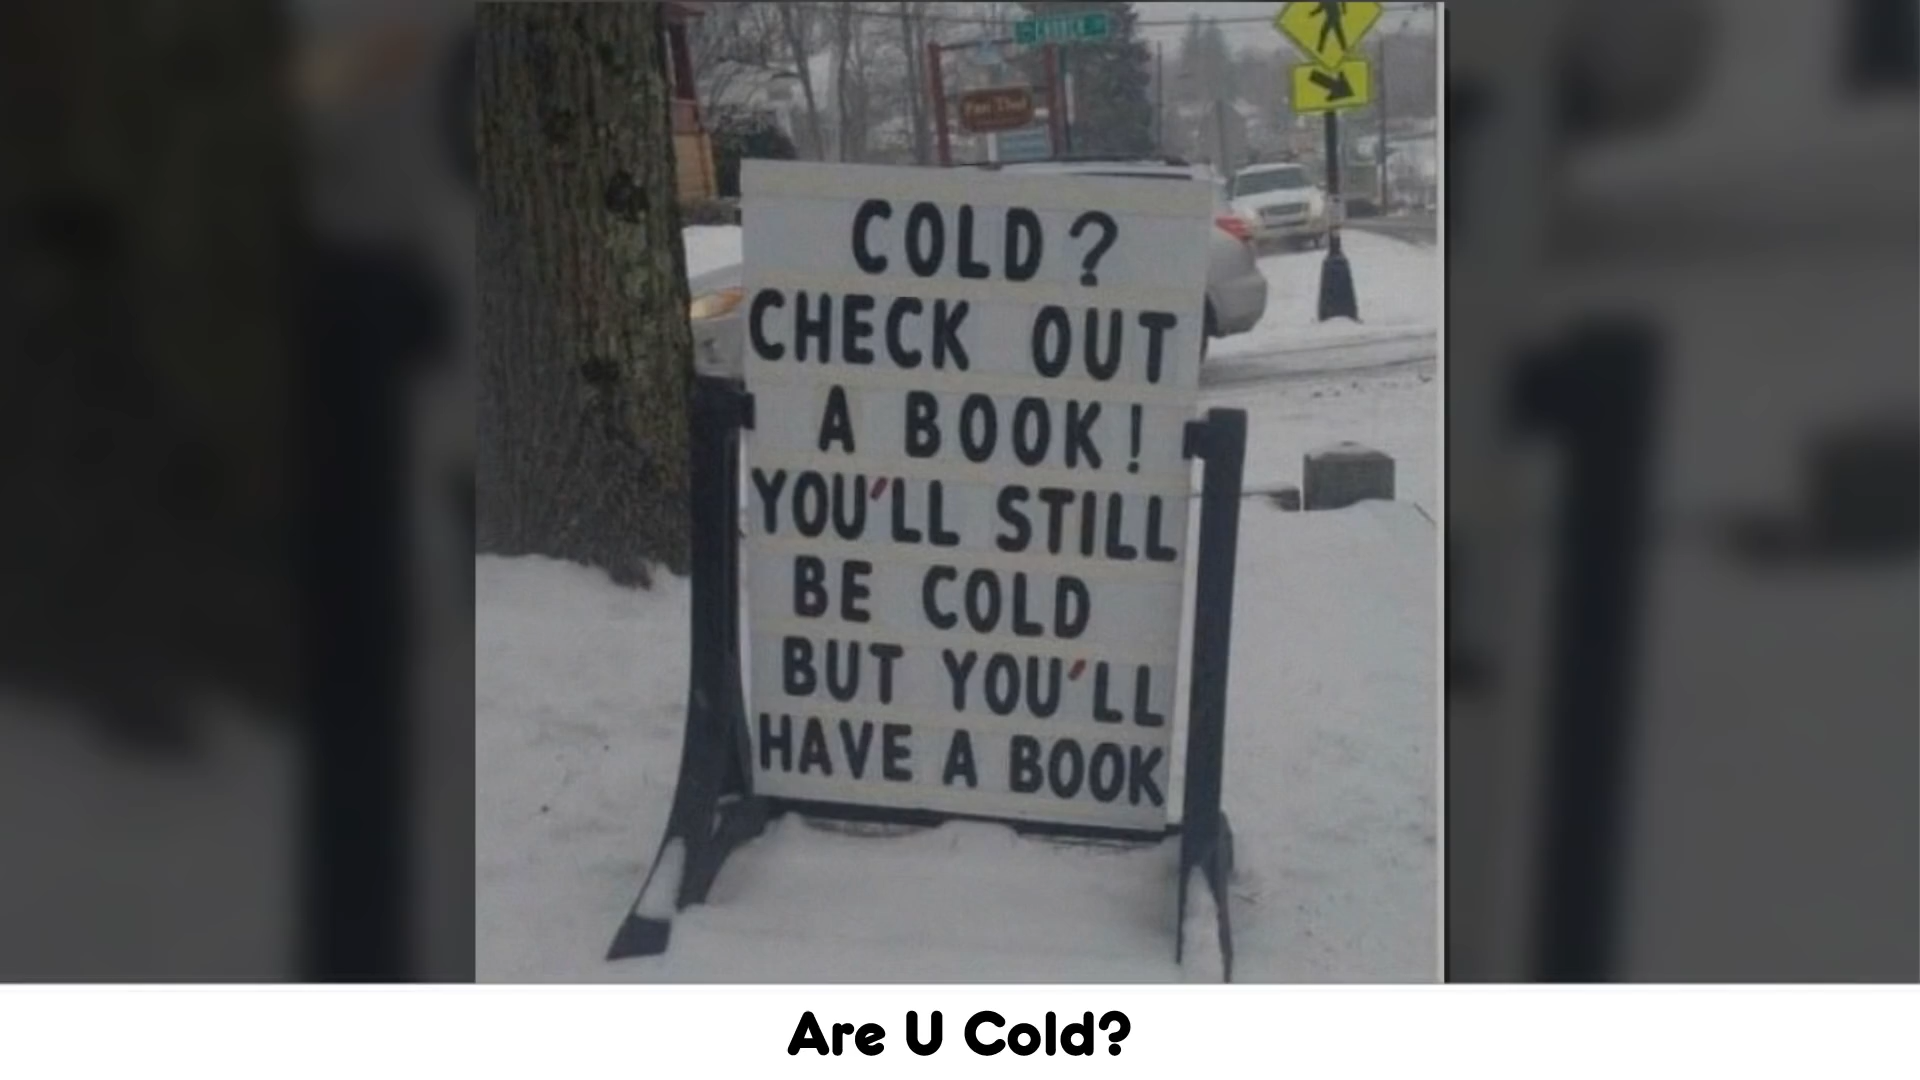 COLD?
CHECK OUT
A BOOK!
YOU'LL STILL
BE COLD
BUT YOU'LL
HAVE A BOOK
Are U Cold?